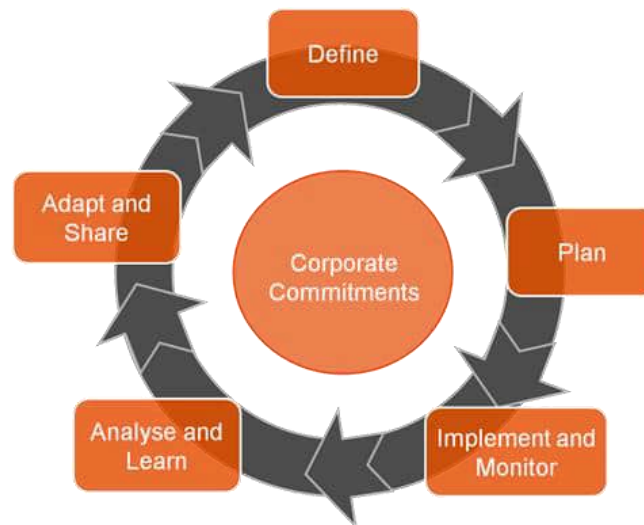 Define
Plan
Implement and
Monitor
Analyse and
Learn
Adapt and
Share
Corporate
Commitments